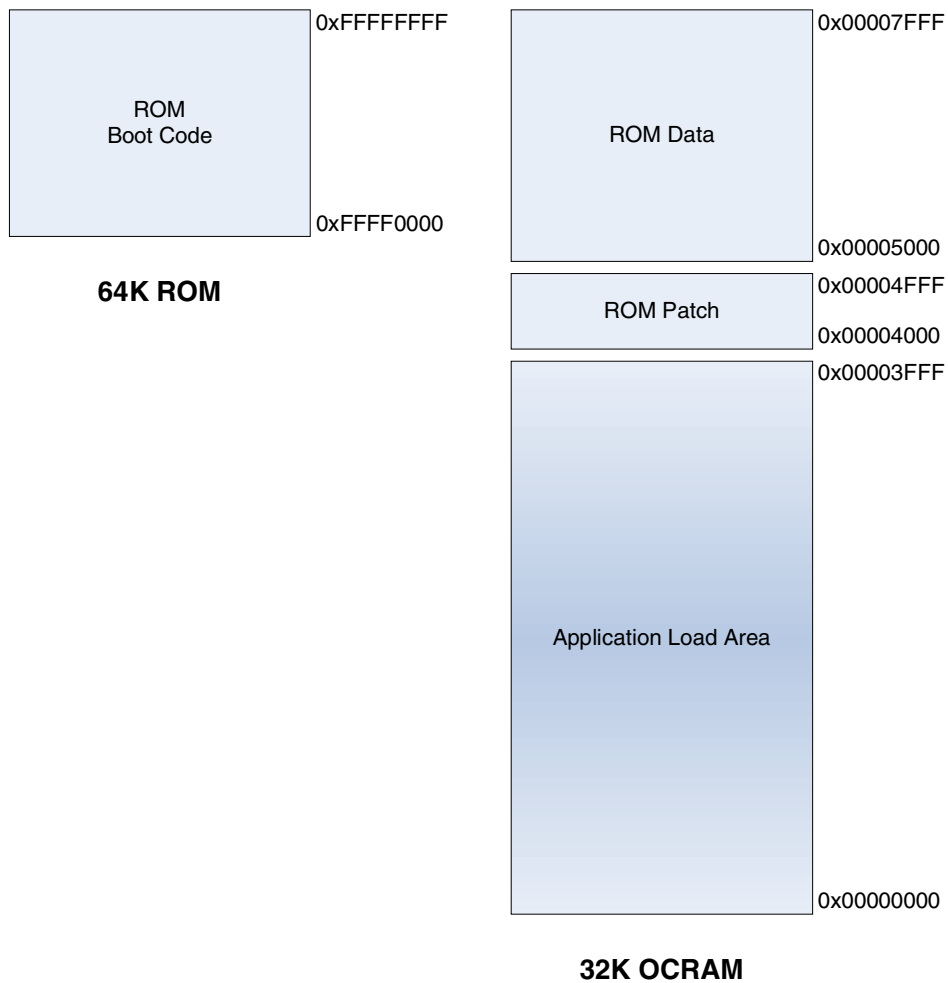 0xFFFFFFFF
ROM
Boot Code
0xFFFF0000
64K ROM
0x00007FFF
ROM Data
0x00005000
0x00004FFF
ROM Patch
0x00004000
0x00003FFF
Application Load Area
0x00000000
32K OCRAM